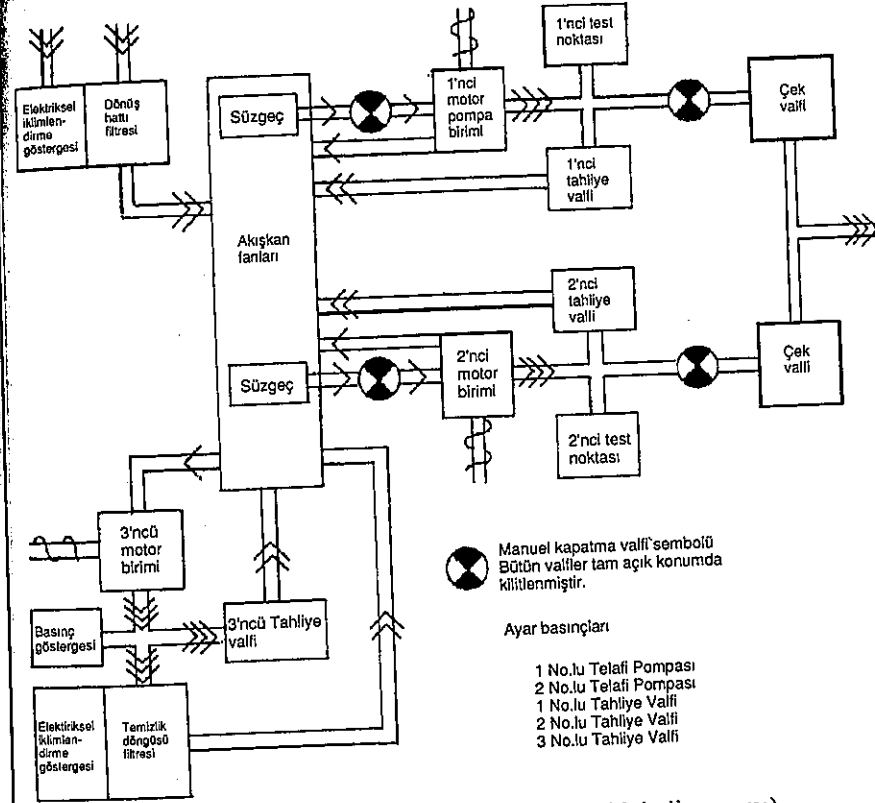 1'nci test
noktası
Elektriksel
iklimlen-
dirme
göstergesi
Dönüş
hattı
filtresi
Süzgeç
1'nci
motor
pompa
birimi
Çek
valfi
1'nci
tahliye
valfi
Akışkan
fanları
2'nci
tahliye
valfi
Süzgeç
2'nci
motor
birimi
Çek
valfi
2'nci test
noktası
3'ncü
motor
birimi
Manuel kapatma valfi sembolü
Bütün valfler tam açık konumda
kilitlenmiştir.
Basınç
göstergesi
3'ncü Tahliye
valfi
Ayar basınçları
1 No.lu Telafi Pompası
2 No.lu Telafi Pompası
1 No.lu Tahliye Valfi
2 No.lu Tahliye Valfi
3 No.lu Tahliye Valfi
Elektiriksel
iklimlen-
dirme
göstergesi
Temizlik
döngüsü
filtresi